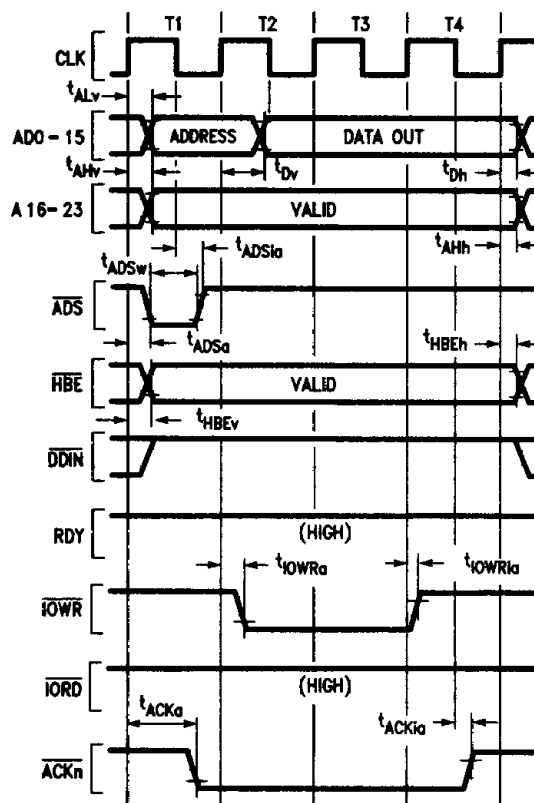 T1 T2 T3 T4
CLK
tALv
AD0-15 ADDRESS DATA OUT
tAHv tDv tDh
A16-23 VALID
tADSw tADSia tAHh
ADS
tADSa tHBEh
HBE VALID
tHBEv
DDIN
RDY (HIGH)
tIOWRa tIOWRia
IOWR
IORD (HIGH)
tACKa tACKia
ACKn